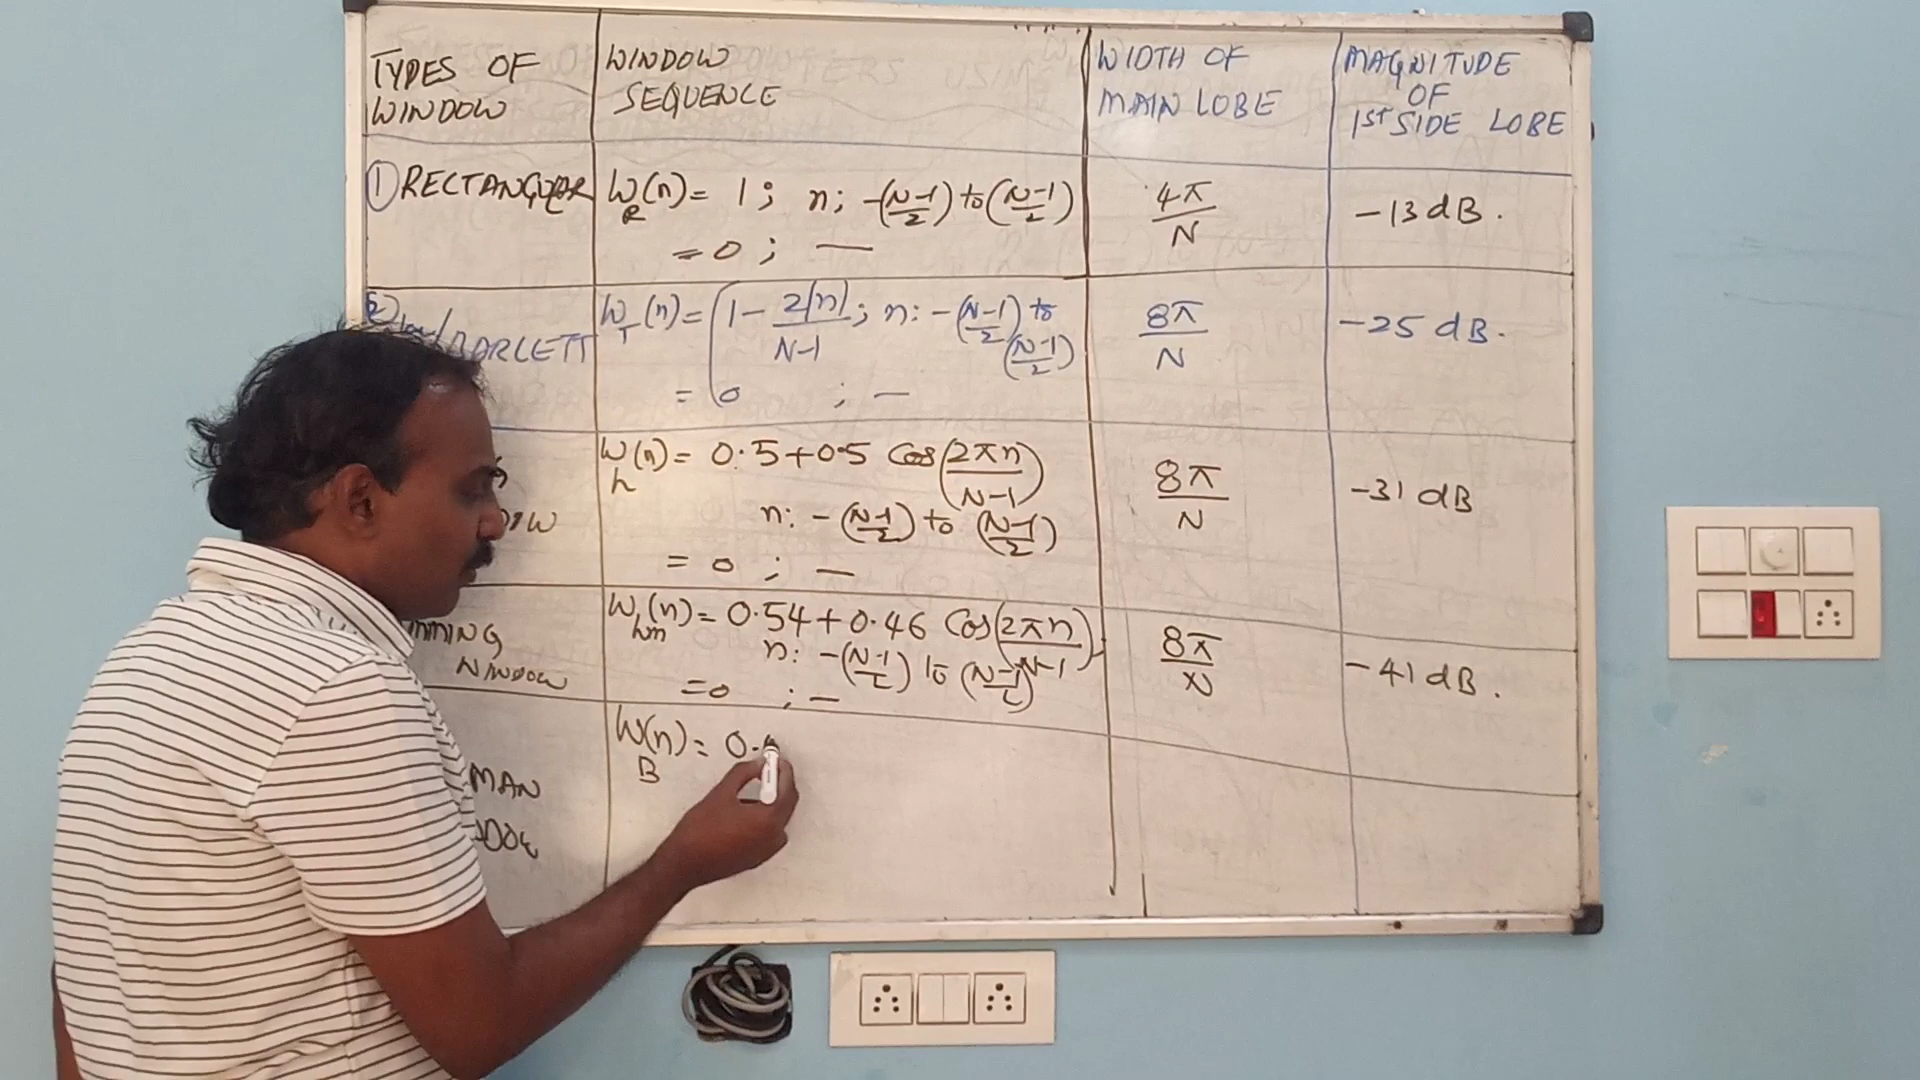 TYPES OF
WINDOW
WINDOW
SEQUENCE
WIDTH OF
MAIN LOBE
MAGNITUDE
OF
1ST SIDE LOBE
① RECTANGULAR
W_R(n) = 1 ; n ; -(N-1/2) to (N-1/2)
= 0 ; —
4π/N
-13 dB.
②
BARLETT
W_T(n) = 1 - 2|n|/N-1 ; n : -(N-1/2) to
(N-1/2)
= 0 ; —
8π/N
-25 dB.
W_h(n) = 0.5+0.5 Cos(2πn/N-1)
n: -(N-1/2) to (N-1/2)
= 0 ; —
8π/N
-31 dB
MMING
WINDOW
W_hm(n) = 0.54+0.46 Cos(2πn/N-1);
n: -(N-1/2) to (N-1/2)
=0 ; —
8π/N
-41 dB.
MAN
W_B(n) = 0.